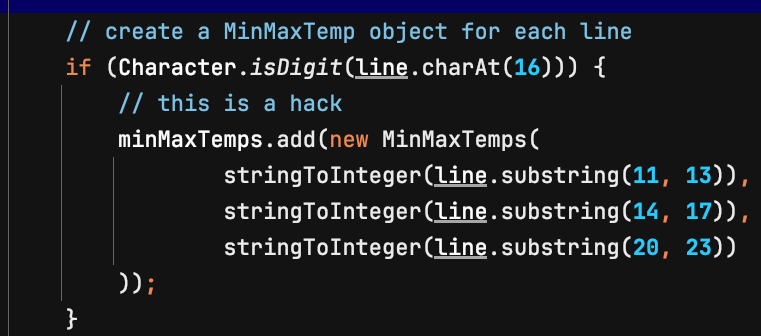 // create a MinMaxTemp object for each line
if (Character.isDigit(line.charAt(16))) {
// this is a hack
minMaxTemps.add(new MinMaxTemps(
stringToInteger(line.substring(11, 13)),
stringToInteger(line.substring(14, 17)),
stringToInteger(line.substring(20, 23))
));
}